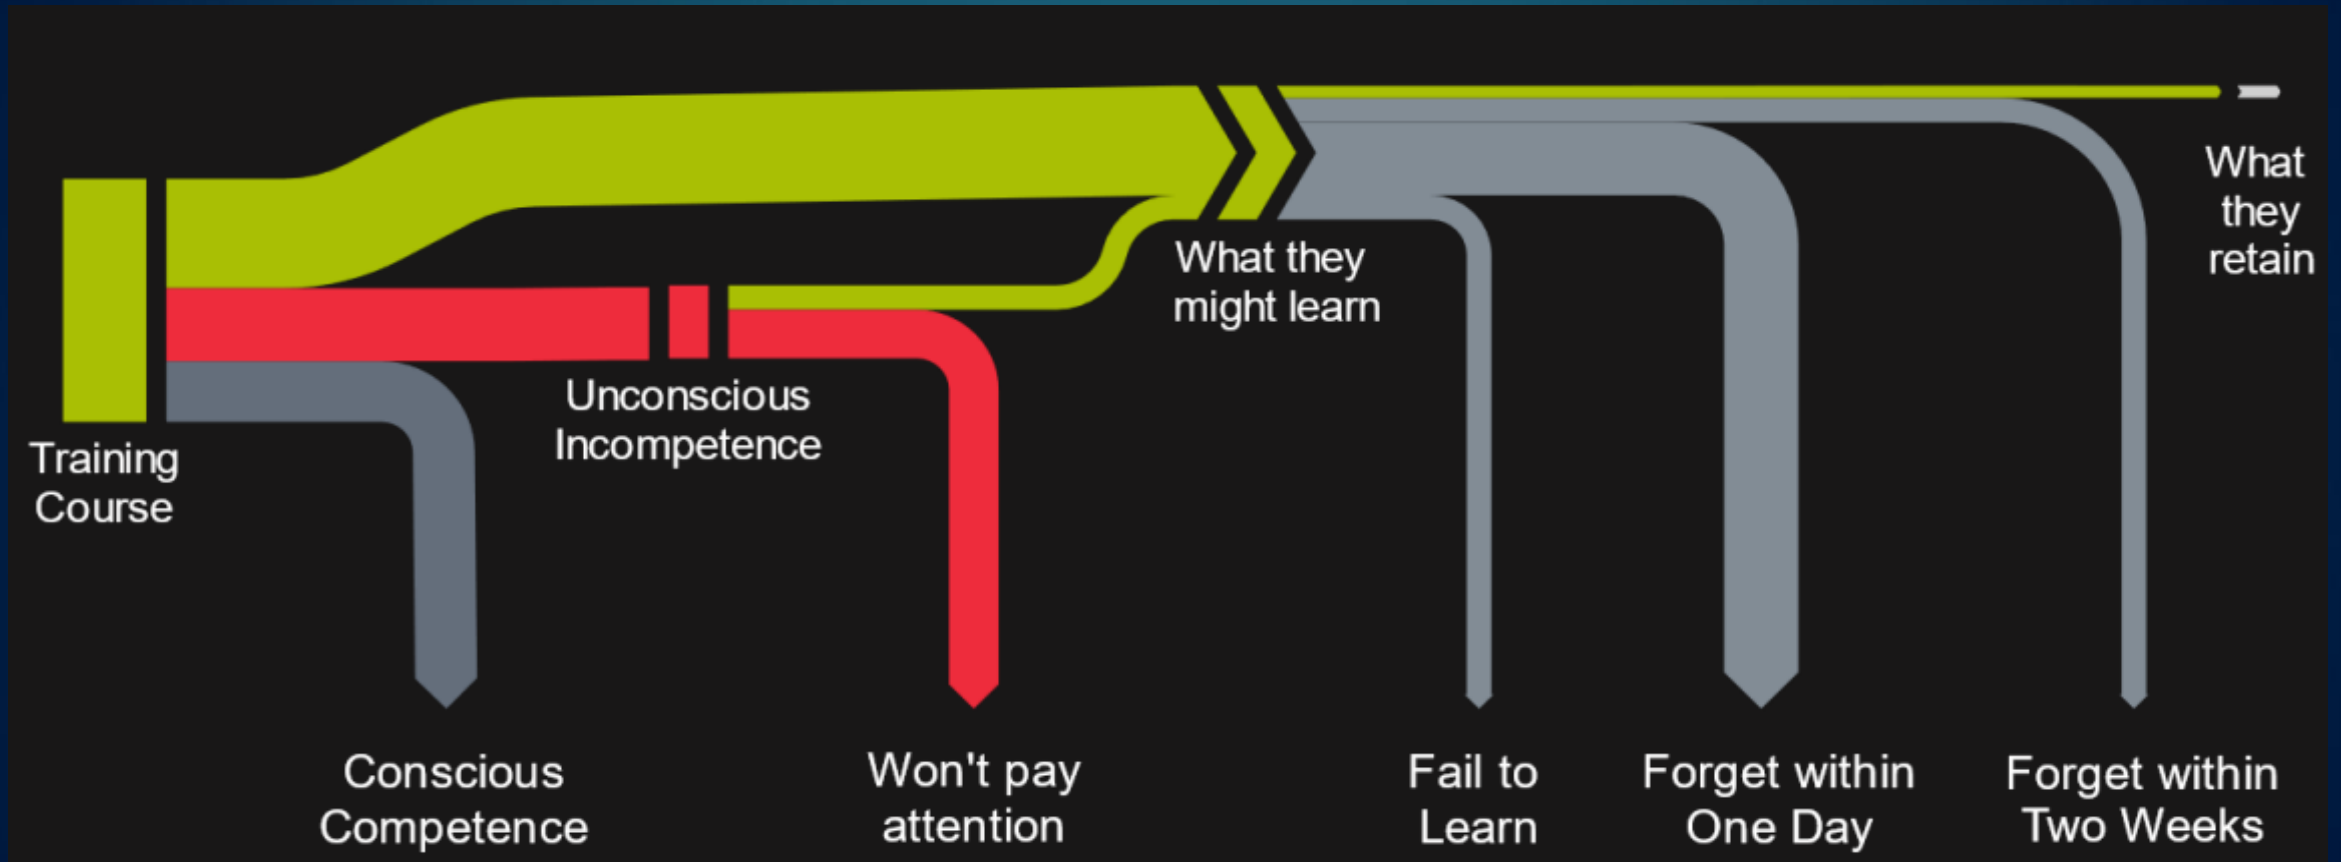 Training
Course
Unconscious
Incompetence
What they
might learn
What
they
retain
Conscious
Competence
Won't pay
attention
Fail to
Learn
Forget within
One Day
Forget within
Two Weeks